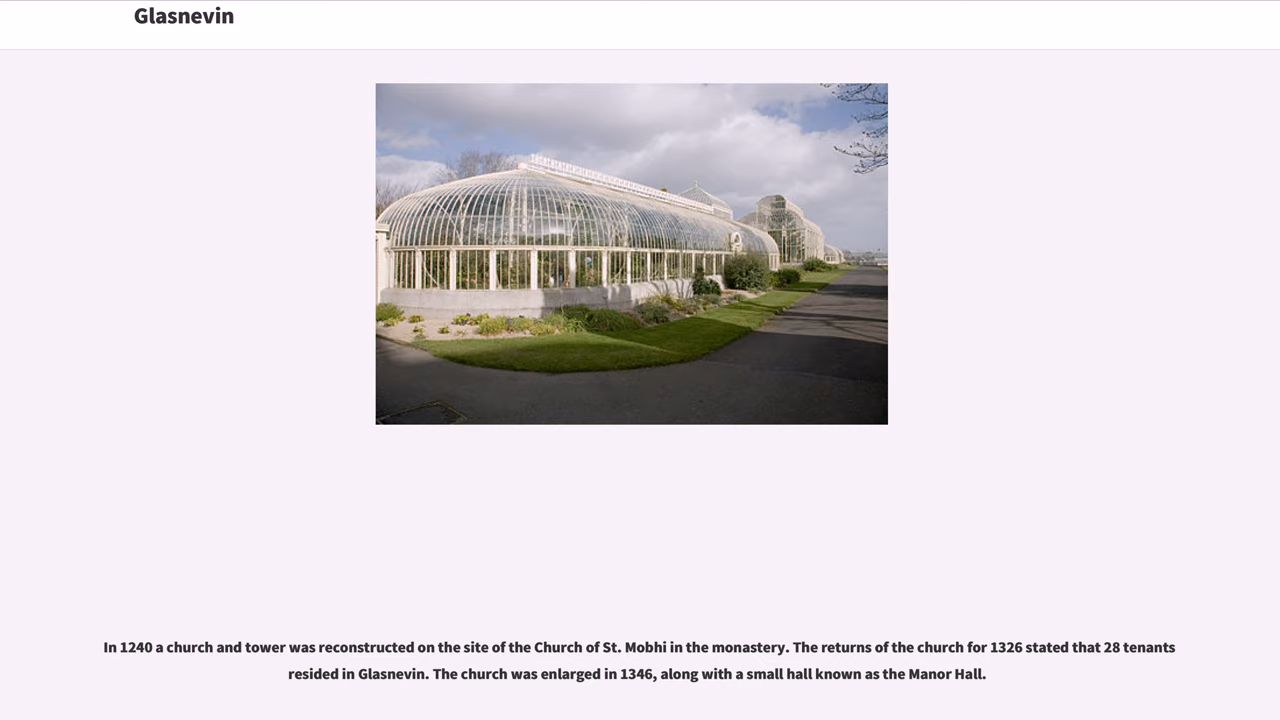 Glasnevin
In 1240 a church and tower was reconstructed on the site of the Church of St. Mobhi in the monastery. The returns of the church for 1326 stated that 28 tenants
resided in Glasnevin. The church was enlarged in 1346, along with a small hall known as the Manor Hall.